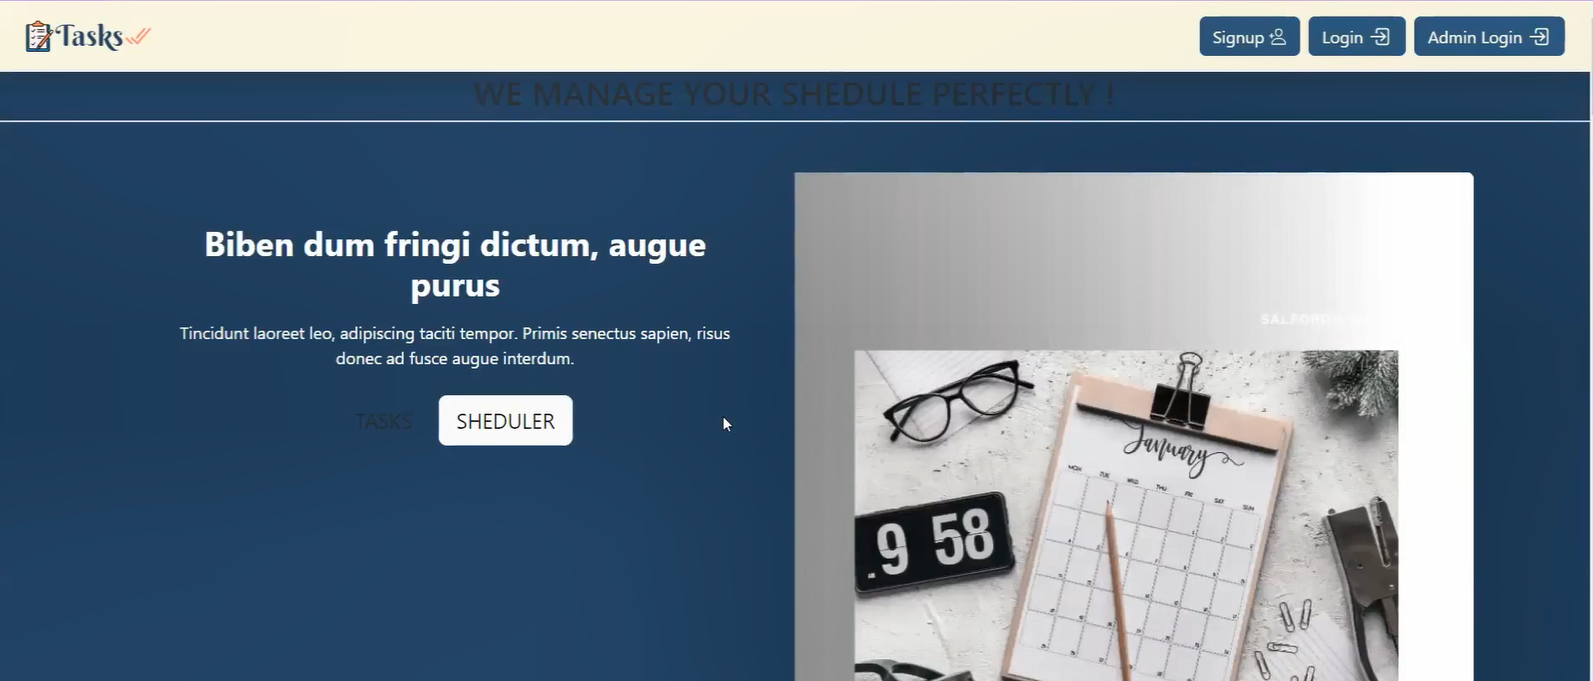 Tasks
Signup
Login
Admin Login
WE MANAGE YOUR SHEDULE PERFECTLY !
Biben dum fringi dictum, augue
purus
Tincidunt laoreet leo, adipiscing taciti tempor. Primis senectus sapien, risus
donec ad fusce augue interdum.
TASKS
SHEDULER
January
MON TUE WED THU FRI SAT SUN
9 58